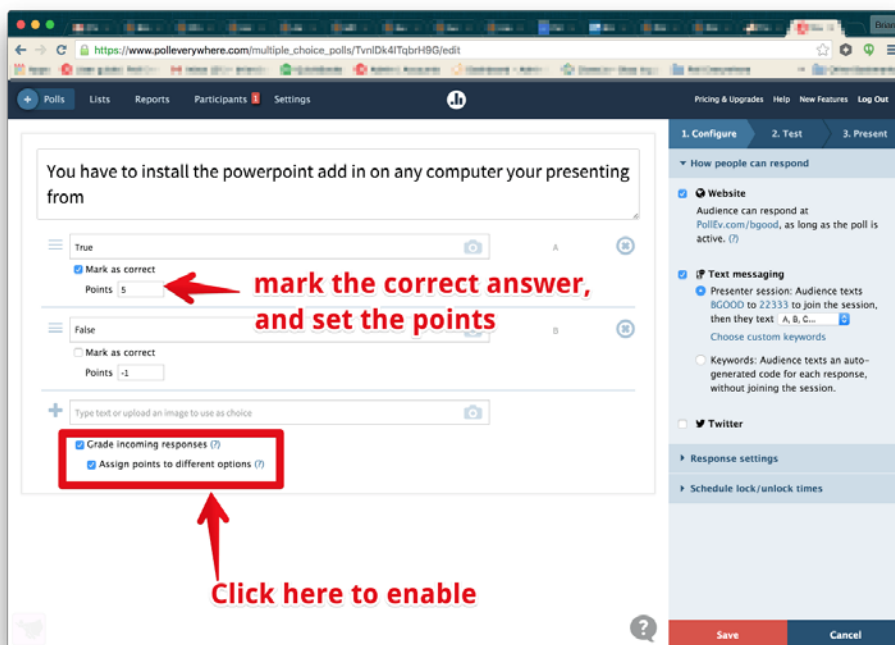 Brian
https://www.polleverywhere.com/multiple_choice_polls/TvnlDk4ITqbrH9G/edit
Polls Lists Reports Participants 1 Settings
Pricing & Upgrades Help New Features Log Out
1. Configure 2. Test 3. Present
You have to install the powerpoint add in on any computer your presenting
from
True A
Mark as correct
Points 5
mark the correct answer,
and set the points
False B
Mark as correct
Points -1
Type text or upload an image to use as choice
Grade incoming responses (?)
Assign points to different options (?)
Click here to enable
How people can respond
Website
Audience can respond at
PollEv.com/bgood, as long as the poll is
active. (?)
Text messaging
Presenter session: Audience texts
BGOOD to 22333 to join the session,
then they text A, B, C...
Choose custom keywords
Keywords: Audience texts an auto-
generated code for each response,
without joining the session.
Twitter
Response settings
Schedule lock/unlock times
?
Save Cancel